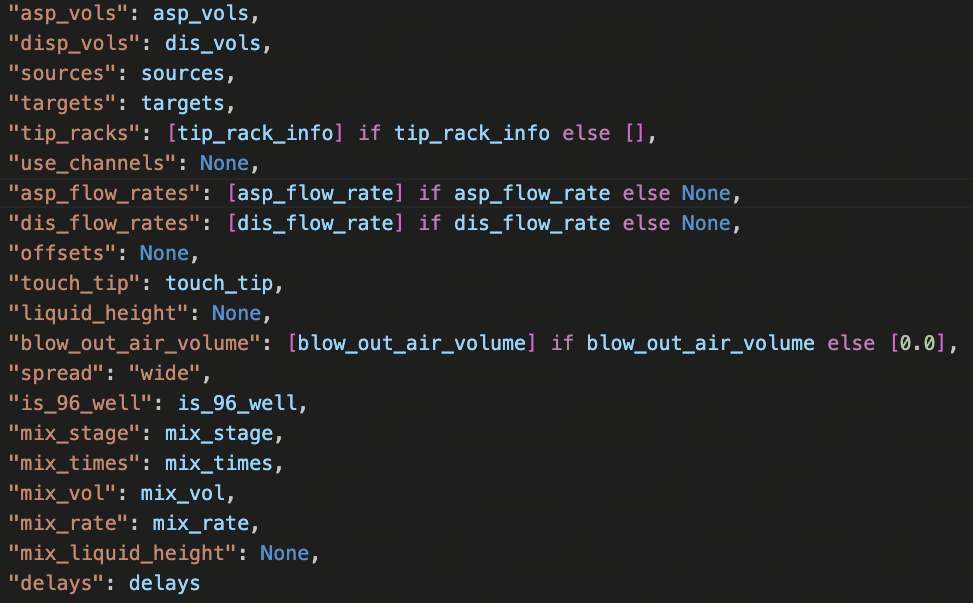 "asp_vols": asp_vols,
"disp_vols": dis_vols,
"sources": sources,
"targets": targets,
"tip_racks": [tip_rack_info] if tip_rack_info else [],
"use_channels": None,
"asp_flow_rates": [asp_flow_rate] if asp_flow_rate else None,
"dis_flow_rates": [dis_flow_rate] if dis_flow_rate else None,
"offsets": None,
"touch_tip": touch_tip,
"liquid_height": None,
"blow_out_air_volume": [blow_out_air_volume] if blow_out_air_volume else [0.0],
"spread": "wide",
"is_96_well": is_96_well,
"mix_stage": mix_stage,
"mix_times": mix_times,
"mix_vol": mix_vol,
"mix_rate": mix_rate,
"mix_liquid_height": None,
"delays": delays